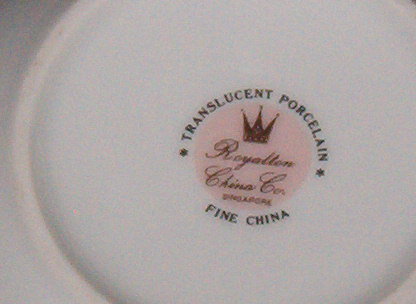 * TRANSLUCENT PORCELAIN *
Royalton
China Co.
SINGAPORE
FINE CHINA